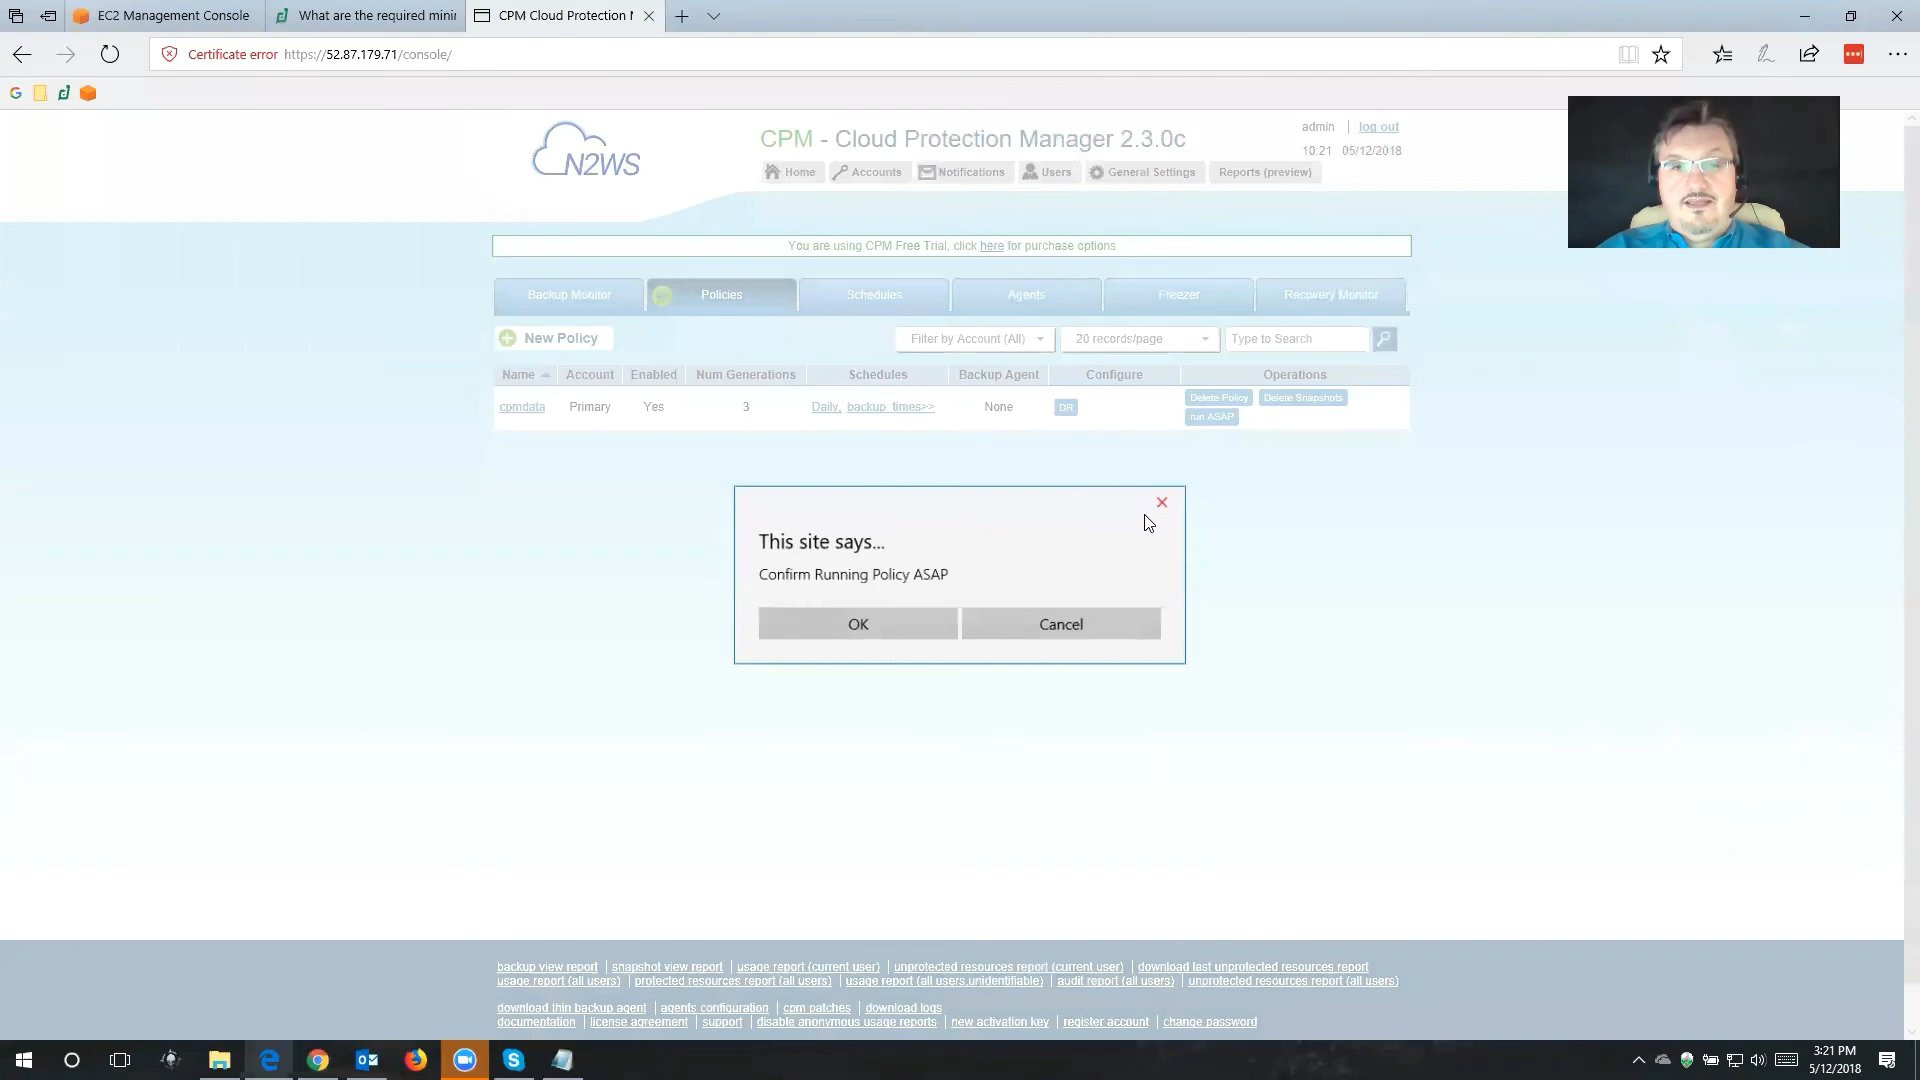 EC2 Management Console
What are the required mini
CPM Cloud Protection M
Certificate error https://52.87.179.71/console/
N2WS
CPM - Cloud Protection Manager 2.3.0c
admin | log out
10:21 05/12/2018
Home
Accounts
Notifications
Users
General Settings
Reports (preview)
You are using CPM Free Trial, click here for purchase options
Backup Monitor
Policies
Schedules
Agents
Freezer
Recovery Monitor
New Policy
Filter by Account (All)
20 records/page
Type to Search
Name Account Enabled Num Generations Schedules Backup Agent Configure Operations
cpmdata Primary Yes 3 Daily, backup times>> None DR
Delete Policy Delete Snapshots
run ASAP
This site says...
Confirm Running Policy ASAP
OK Cancel
backup view report | snapshot view report | usage report (current user) | unprotected resources report (current user) | download last unprotected resources report
usage report (all users) | protected resources report (all users) | usage report (all users,unidentifiable) | audit report (all users) | unprotected resources report (all users)
download thin backup agent | agents configuration | cpm patches | download logs
documentation | license agreement | support | disable anonymous usage reports | new activation key | register account | change password
3:21 PM
5/12/2018